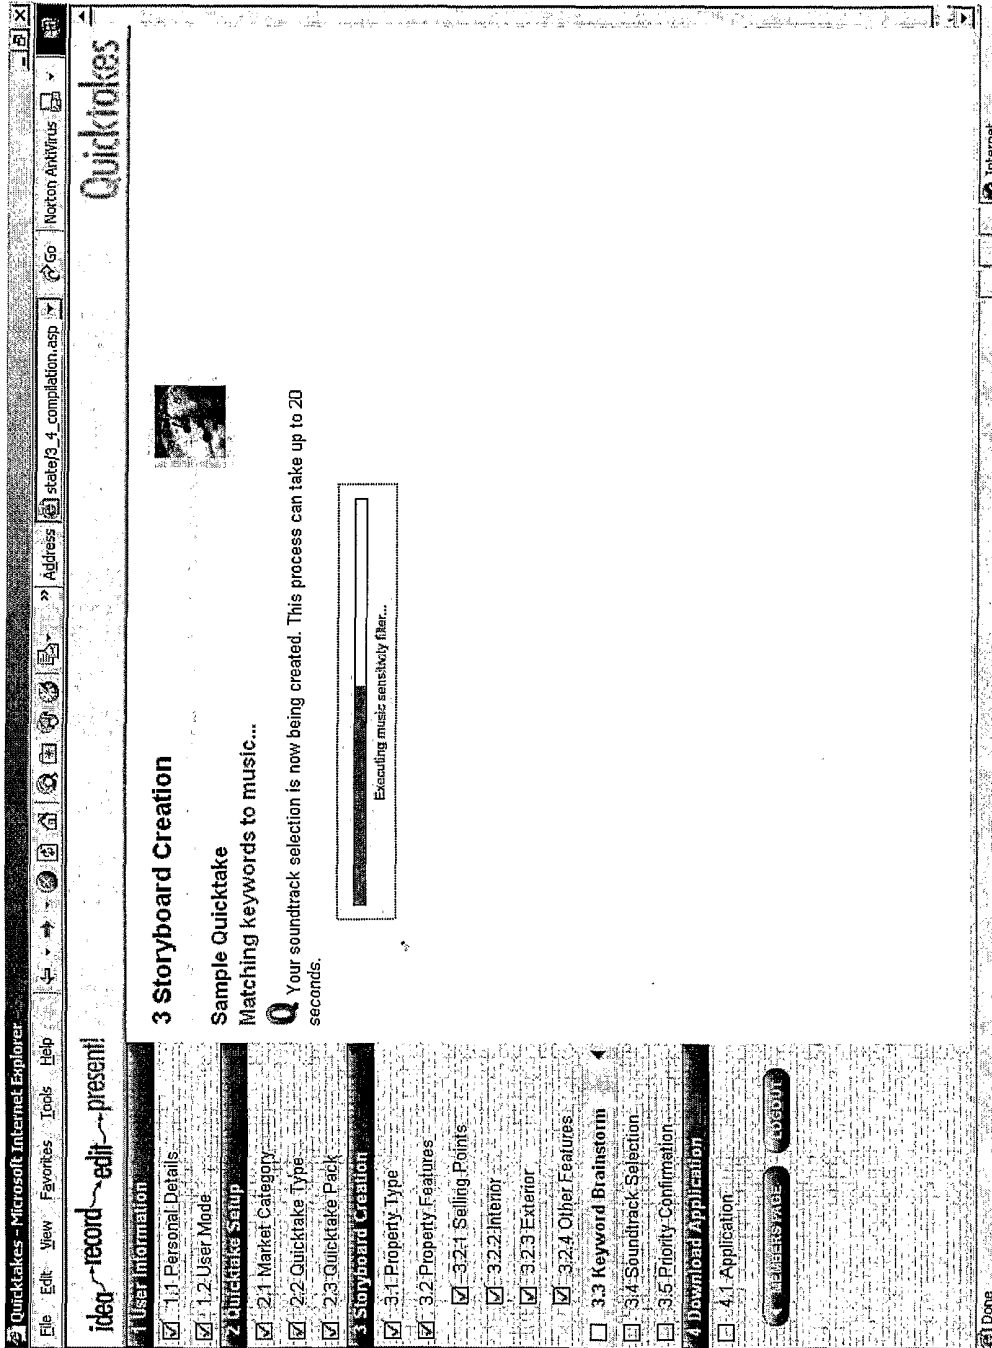 Quicktakes - Microsoft Internet Explorer
File Edit View Favorites Tools Help
Address state/3_4_compilation.asp Go Norton AntiVirus
idea record edit present!
Quicktakes
1 User Information
1.1 Personal Details
1.2 User Mode
2 Quicktake Setup
2.1 Market Category
2.2 Quicktake Type
2.3 Quicktake Pack
3 Storyboard Creation
3.1 Property Type
3.2 Property Features
3.2.1 Selling Points
3.2.2 Interior
3.2.3 Exterior
3.2.4 Other Features
3.3 Keyword Brainstorm
3.4 Soundtrack Selection
3.5 Priority Confirmation
4 Download Application
4.1 Application
MEMBERS PAGE LOGOUT
3 Storyboard Creation
Sample Quicktake
Matching keywords to music...
Q Your soundtrack selection is now being created. This process can take up to 20
seconds.
Executing music sensitivity filter...
Done
Internet